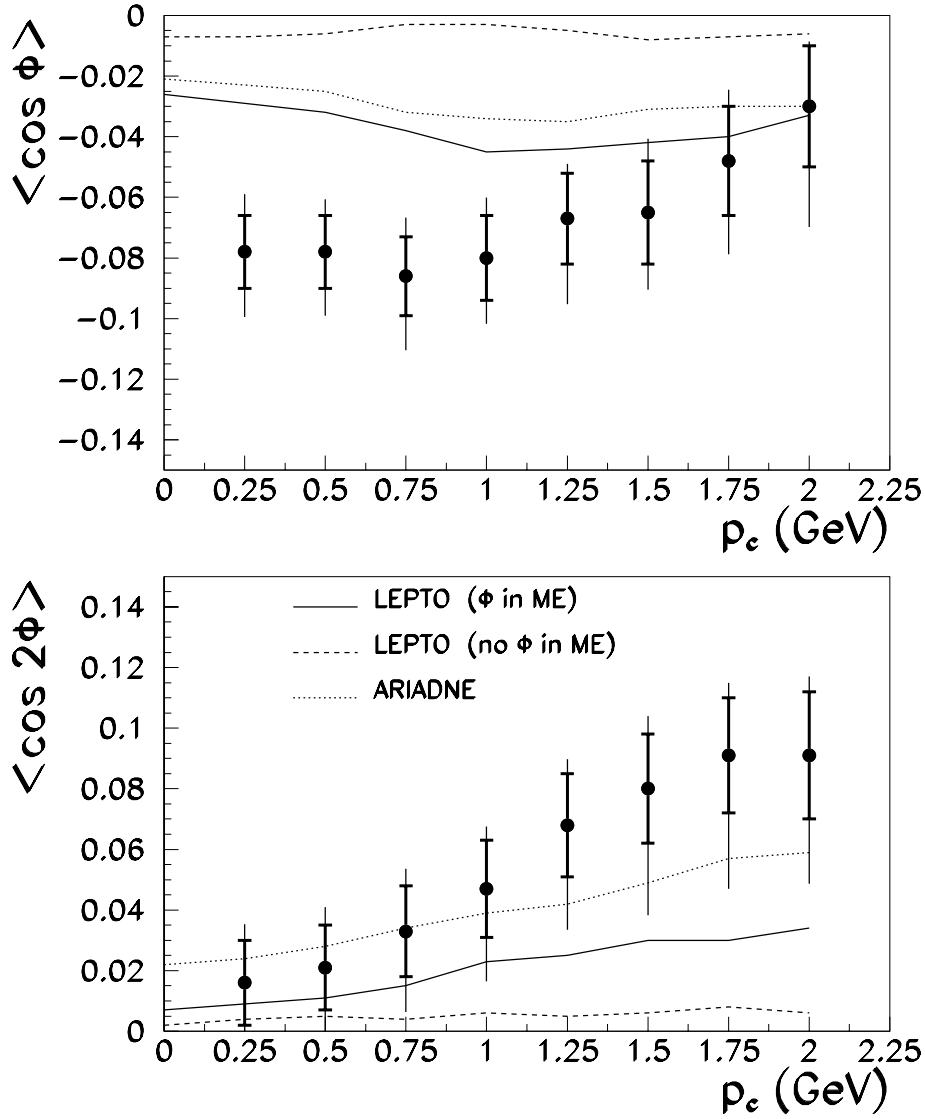 <cos Φ>
0
−0.02
−0.04
−0.06
−0.08
−0.1
−0.12
−0.14
0 0.25 0.5 0.75 1 1.25 1.5 1.75 2 2.25
p_c (GeV)
<cos 2Φ>
0.14
0.12
0.1
0.08
0.06
0.04
0.02
0
LEPTO (Φ in ME)
LEPTO (no Φ in ME)
ARIADNE
0 0.25 0.5 0.75 1 1.25 1.5 1.75 2 2.25
p_c (GeV)